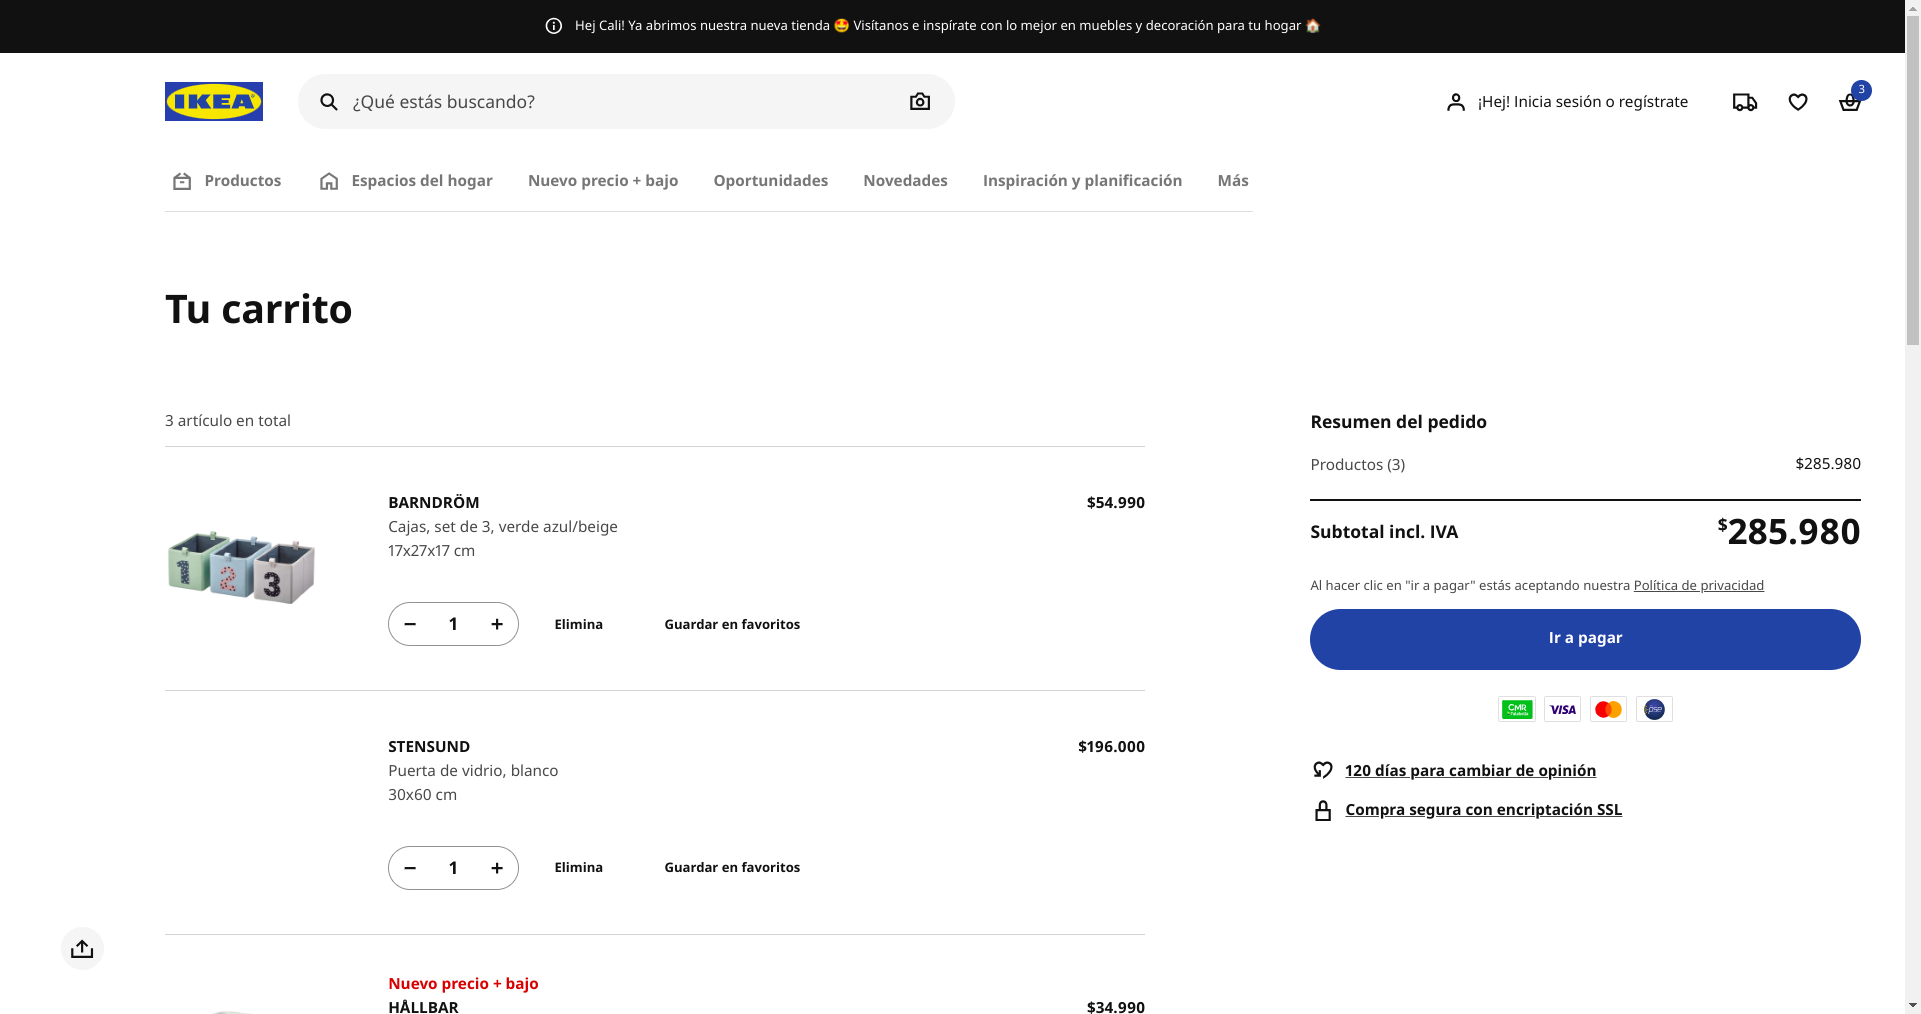 Hej Cali! Ya abrimos nuestra nueva tienda 🤩 Visítanos e inspírate con lo mejor en muebles y decoración para tu hogar 🏠
IKEA
¿Qué estás buscando?
¡Hej! Inicia sesión o regístrate
3
Productos
Espacios del hogar
Nuevo precio + bajo
Oportunidades
Novedades
Inspiración y planificación
Más
Tu carrito
3 artículo en total
BARNDRÖM
$54.990
Cajas, set de 3, verde azul/beige
17x27x17 cm
1 2 3
− 1 +
Elimina
Guardar en favoritos
STENSUND
$196.000
Puerta de vidrio, blanco
30x60 cm
− 1 +
Elimina
Guardar en favoritos
Nuevo precio + bajo
HÅLLBAR
$34.990
Resumen del pedido
Productos (3)
$285.980
Subtotal incl. IVA
$285.980
Al hacer clic en "ir a pagar" estás aceptando nuestra Política de privacidad
Ir a pagar
CMR
VISA
pse
120 días para cambiar de opinión
Compra segura con encriptación SSL